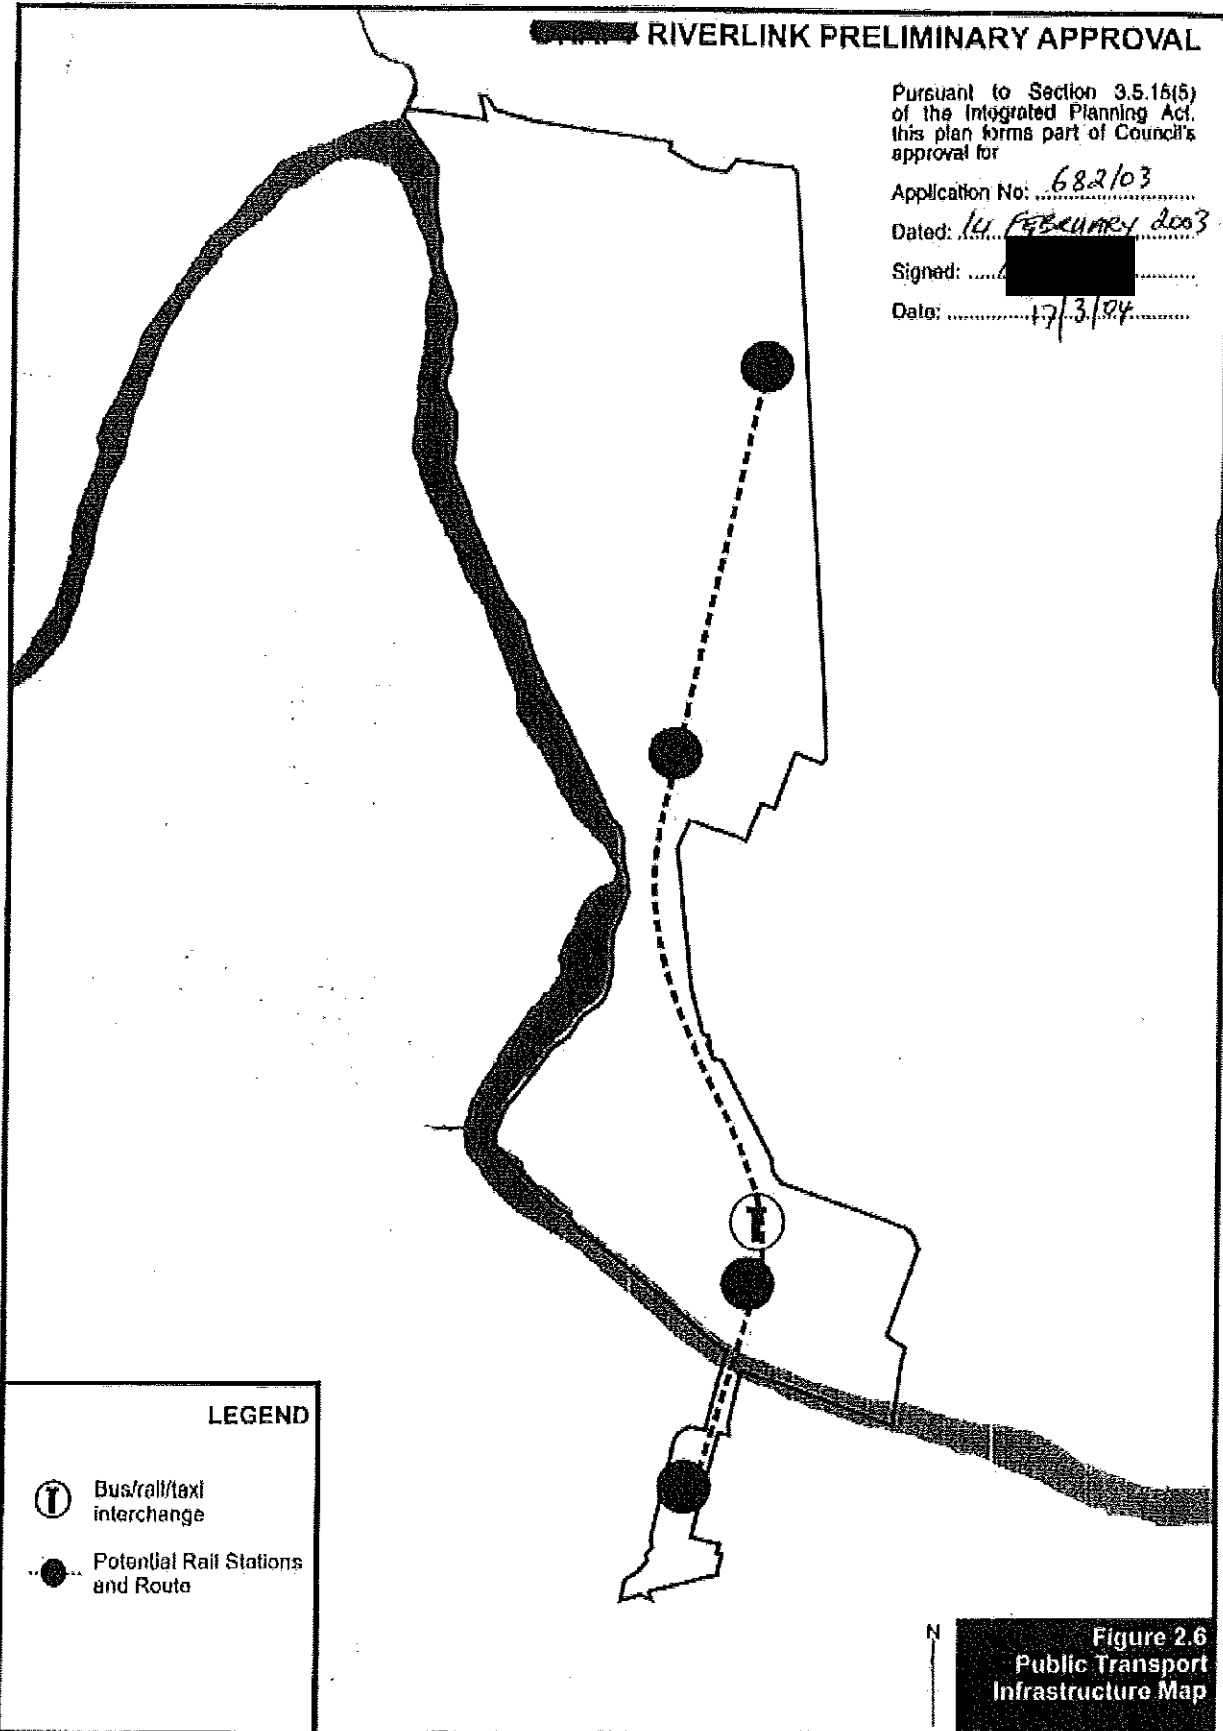 RIVERLINK PRELIMINARY APPROVAL
Pursuant to Section 3.5.15(5)
of the Integrated Planning Act,
this plan forms part of Council's
approval for
Application No: 682/03
Dated: 14 FEBRUARY 2003
Signed:
Date: 17/3/04
LEGEND
Bus/rail/taxi
interchange
Potential Rail Stations
and Route
N
Figure 2.6
Public Transport
Infrastructure Map